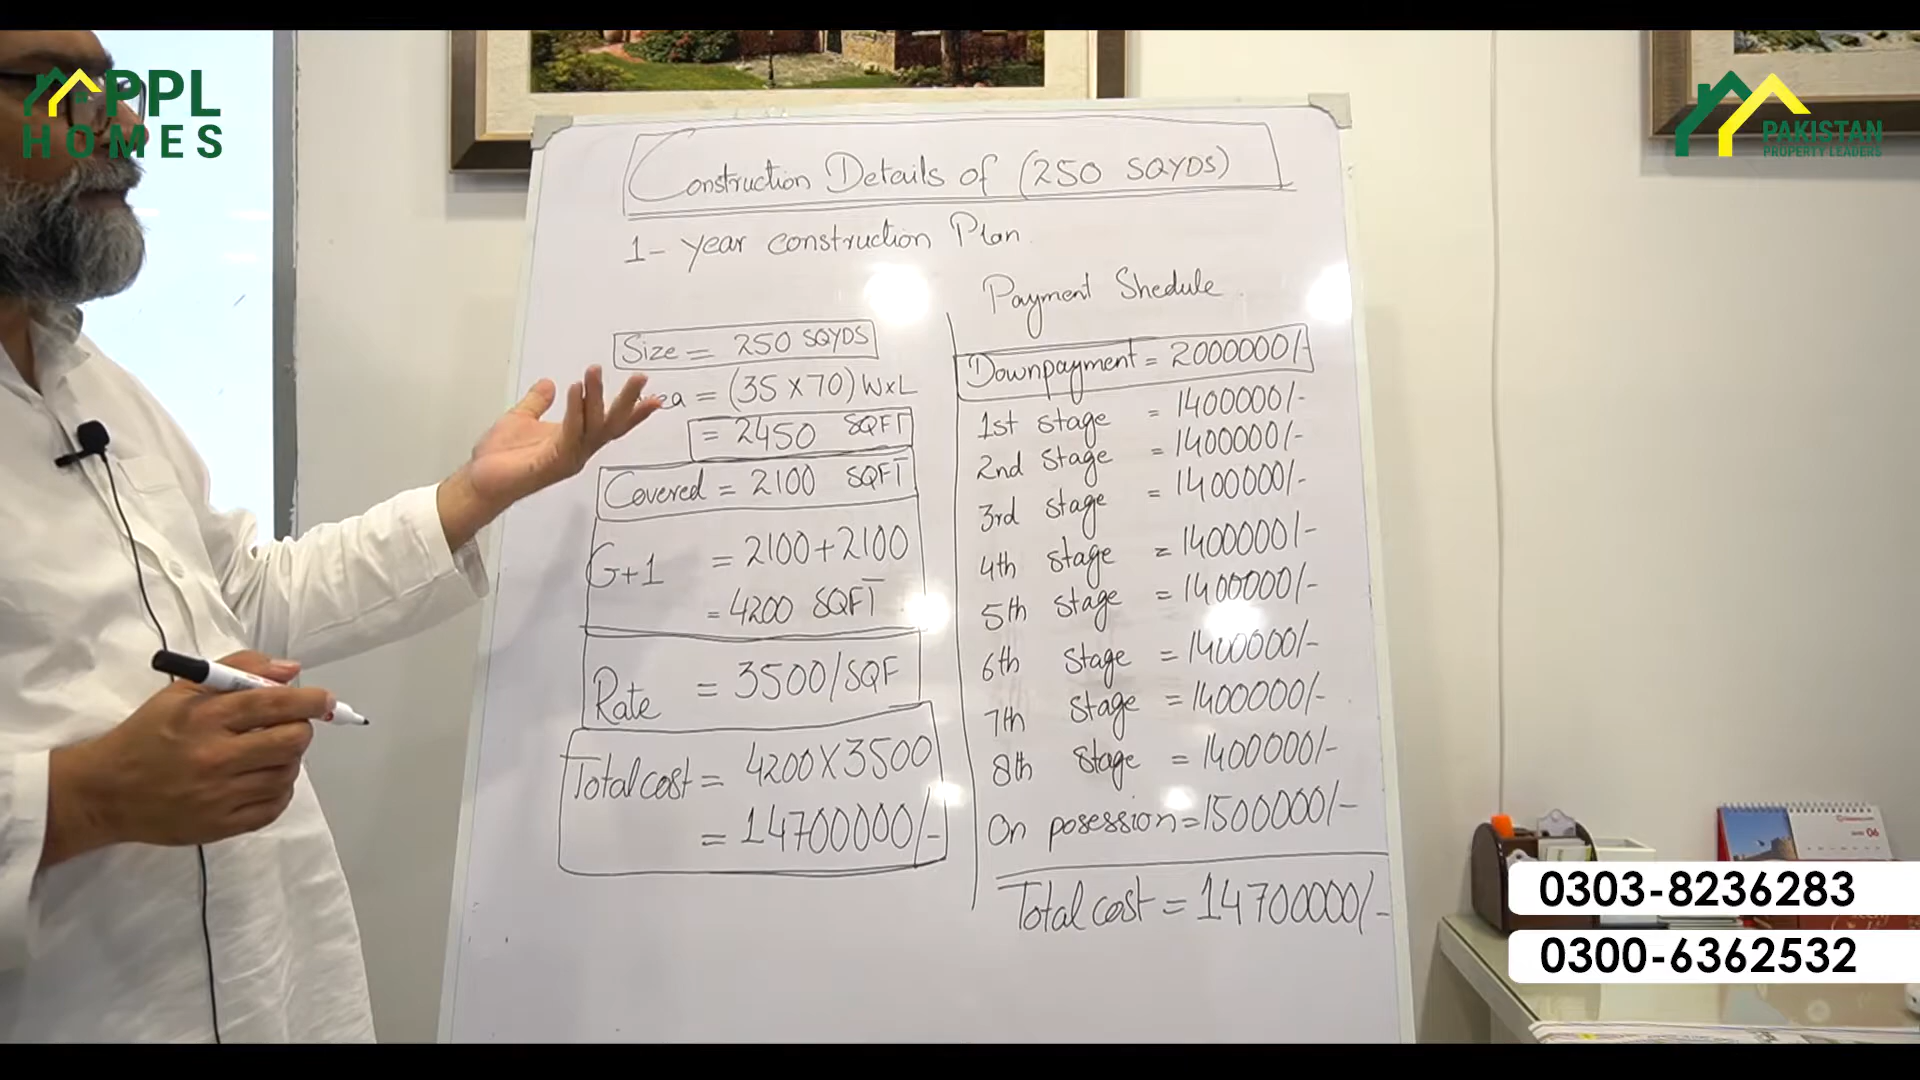 PPL
HOMES
PAKISTAN
PROPERTY LEADERS
Construction Details of (250 SQYDS)
1- year construction Plan
Size = 250 SQYDS
= (35 X 70) W x L
= 2450 SQFT
Covered = 2100 SQFT
G+1 = 2100+2100
= 4200 SQFT
Rate = 3500/SQF
Total cost = 4200 X 3500
= 14700000/-
Payment Shedule
Downpayment = 2000000/-
1st stage = 1400000/-
2nd stage = 1400000/-
3rd stage = 1400000/-
4th stage = 1400000/-
5th stage = 1400000/-
6th stage = 1400000/-
7th stage = 1400000/-
8th stage = 1400000/-
On posession = 1500000/-
Total cost = 14700000/-
06
0303-8236283
0300-6362532